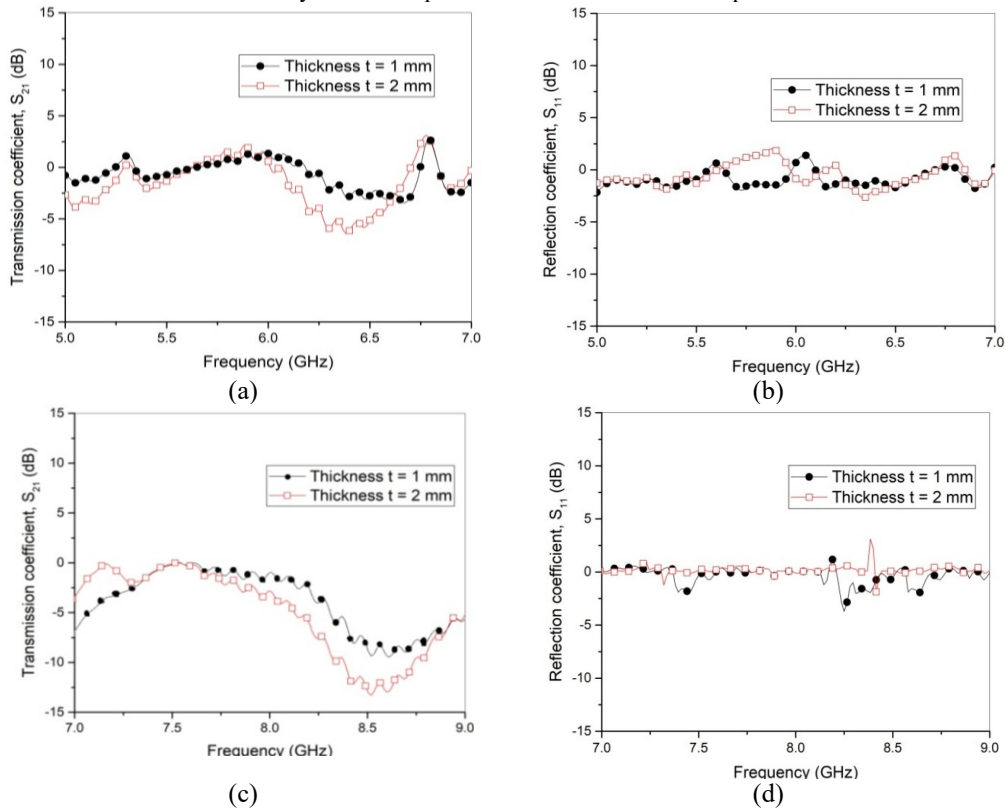 15
10
5
0
-5
-10
-15
Transmission coefficient, S21 (dB)
Thickness t = 1 mm
Thickness t = 2 mm
5.0 5.5 6.0 6.5 7.0
Frequency (GHz)
(a)
15
10
5
0
-5
-10
-15
Reflection coefficient, S11 (dB)
Thickness t = 1 mm
Thickness t = 2 mm
5.0 5.5 6.0 6.5 7.0
Frequency (GHz)
(b)
15
10
5
0
-5
-10
-15
Transmission coefficient, S21 (dB)
Thickness t = 1 mm
Thickness t = 2 mm
7.0 7.5 8.0 8.5 9.0
Frequency (GHz)
(c)
15
10
5
0
-5
-10
-15
Reflection coefficient, S11 (dB)
Thickness t = 1 mm
Thickness t = 2 mm
7.0 7.5 8.0 8.5 9.0
Frequency (GHz)
(d)